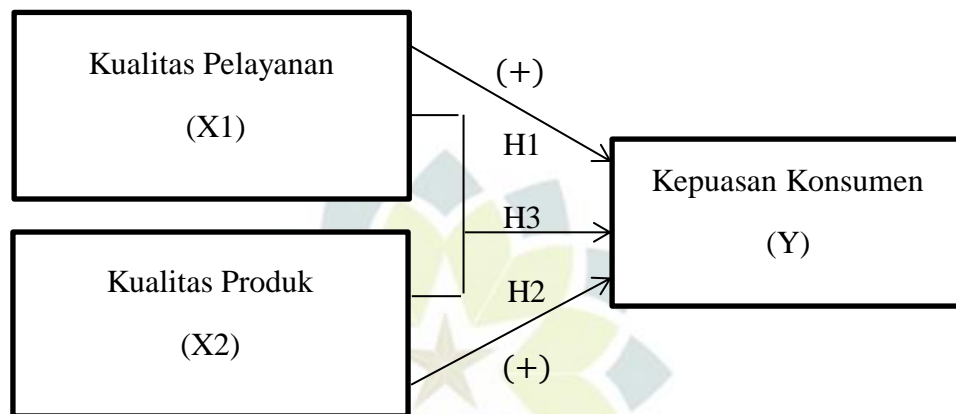 Kualitas Pelayanan
(X1)
(+)
H1
Kepuasan Konsumen
(Y)
H3
Kualitas Produk
(X2)
H2
(+)